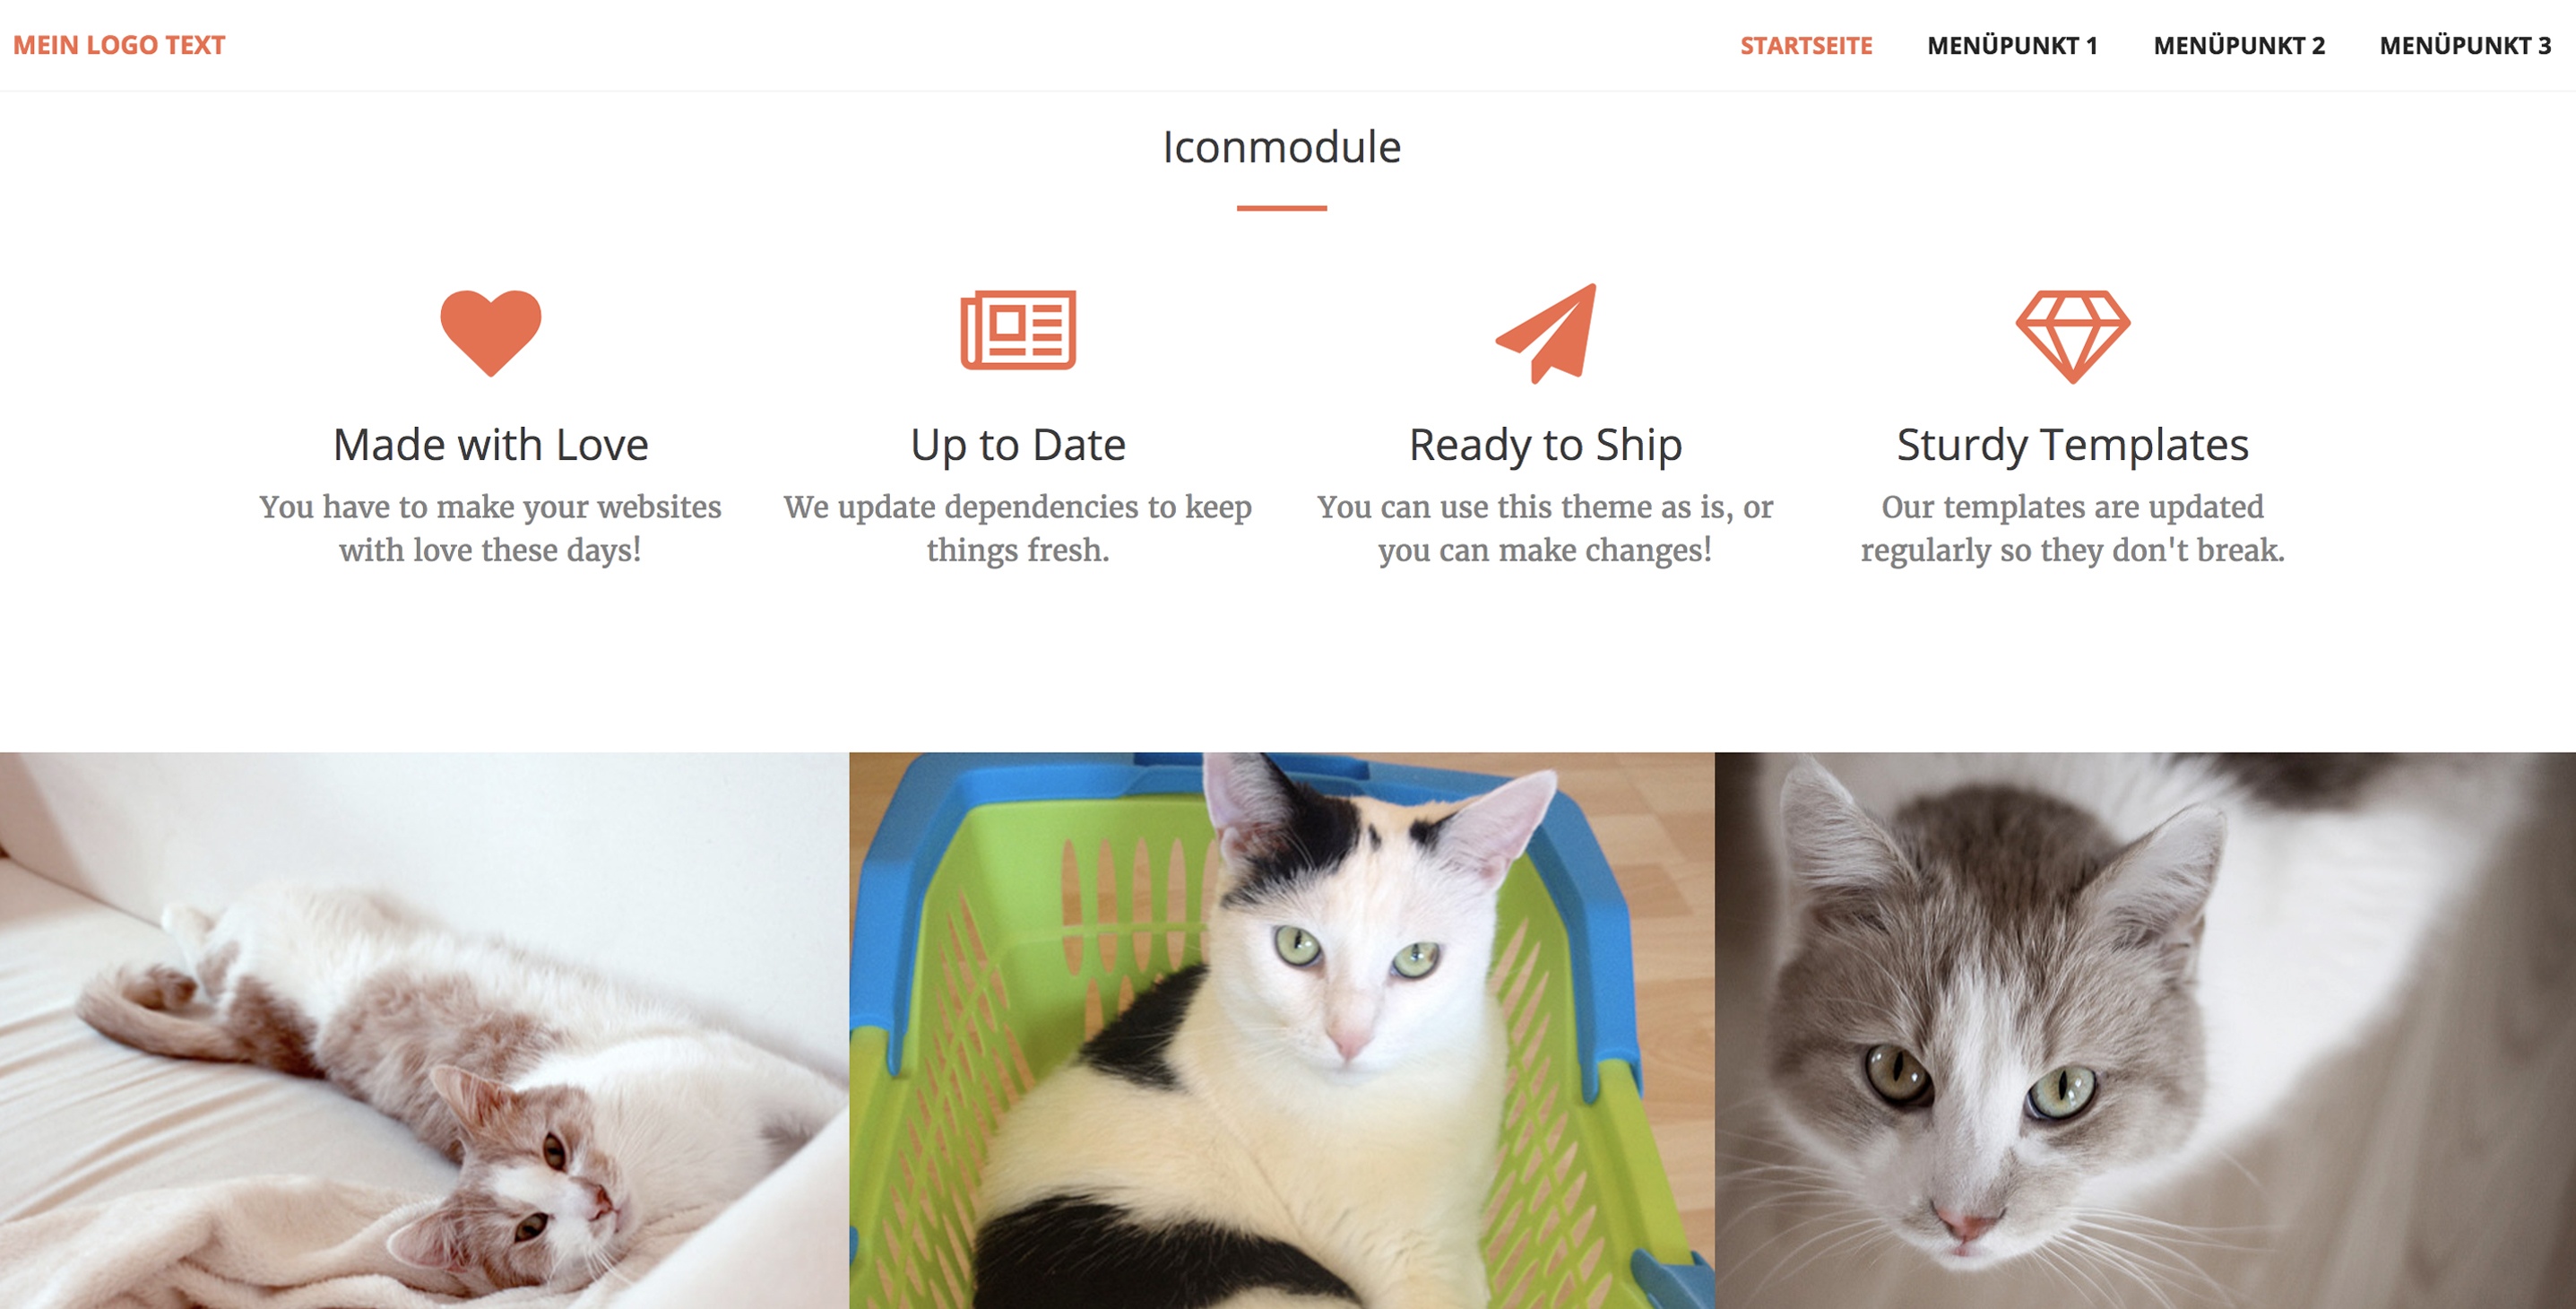 MEIN LOGO TEXT
STARTSEITE
MENÜPUNKT 1
MENÜPUNKT 2
MENÜPUNKT 3
Iconmodule
Made with Love
You have to make your websites
with love these days!
Up to Date
We update dependencies to keep
things fresh.
Ready to Ship
You can use this theme as is, or
you can make changes!
Sturdy Templates
Our templates are updated
regularly so they don't break.